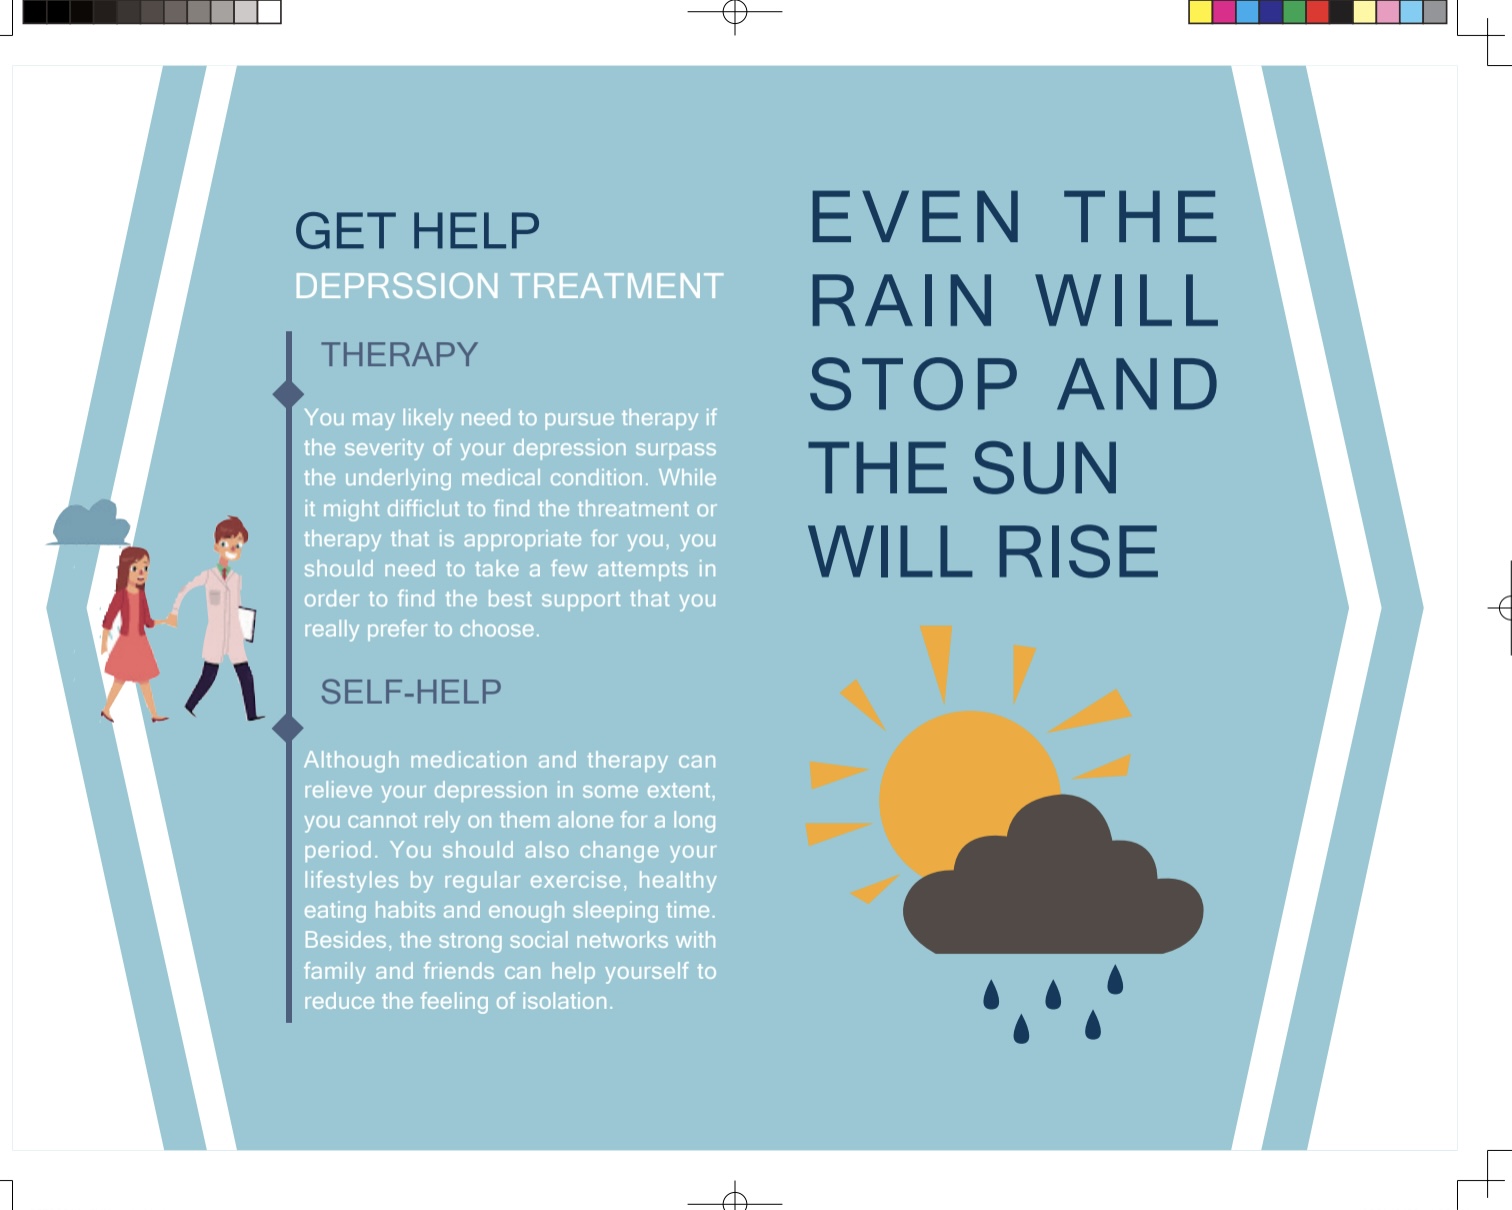 GET HELP
DEPRSSION TREATMENT
THERAPY
You may likely need to pursue therapy if
the severity of your depression surpass
the underlying medical condition. While
it might difficlut to find the threatment or
therapy that is appropriate for you, you
should need to take a few attempts in
order to find the best support that you
really prefer to choose.
SELF-HELP
Although medication and therapy can
relieve your depression in some extent,
you cannot rely on them alone for a long
period. You should also change your
lifestyles by regular exercise, healthy
eating habits and enough sleeping time.
Besides, the strong social networks with
family and friends can help yourself to
reduce the feeling of isolation.
EVEN THE
RAIN WILL
STOP AND
THE SUN
WILL RISE